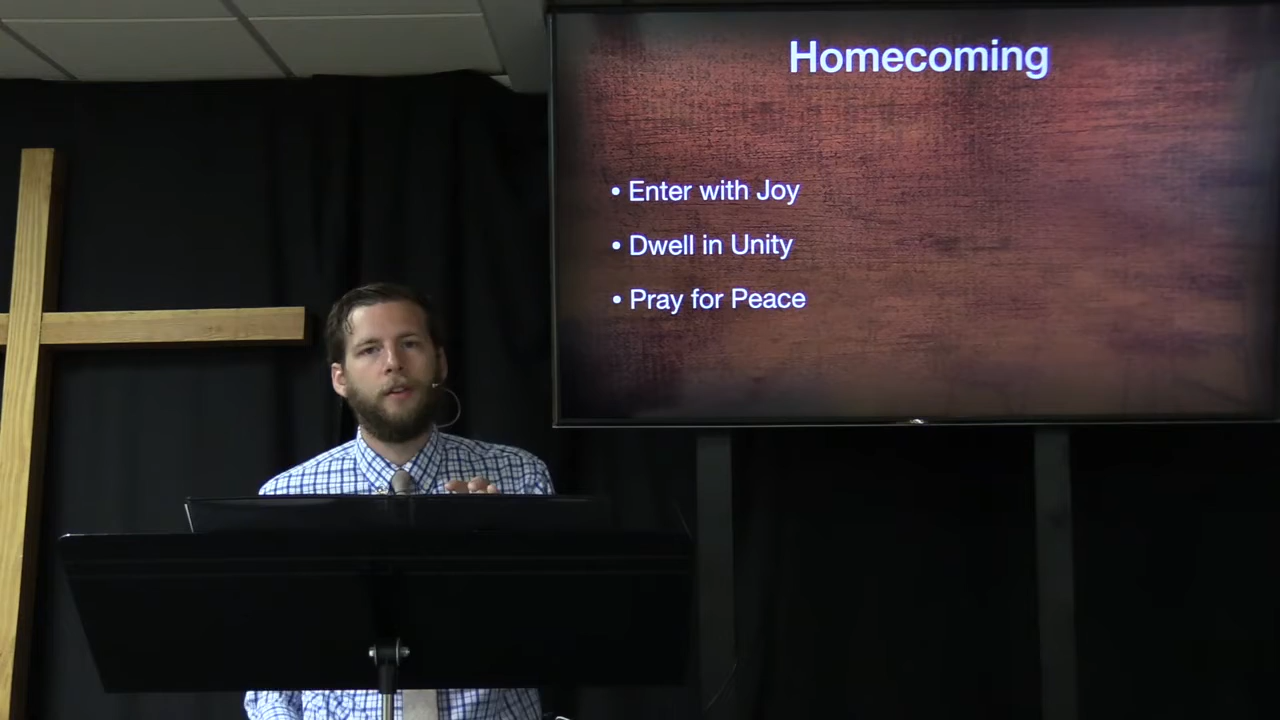 Homecoming
• Enter with Joy
• Dwell in Unity
• Pray for Peace